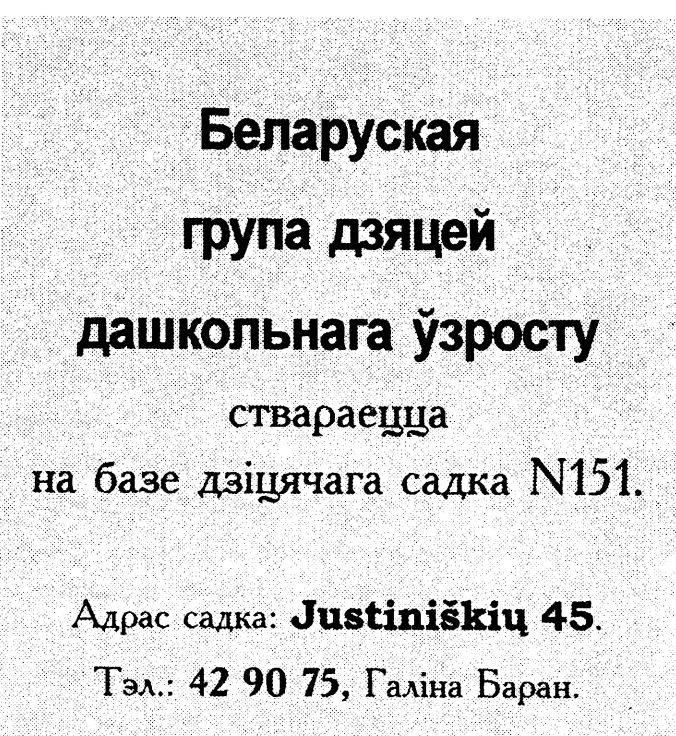 Беларуская
група дзяцей
дашкольнага ўзросту
ствараецца
на базе дзіцячага садка N151.
Адрас садка: Justiniškių 45.
Тэл.: 42 90 75, Галіна Баран.